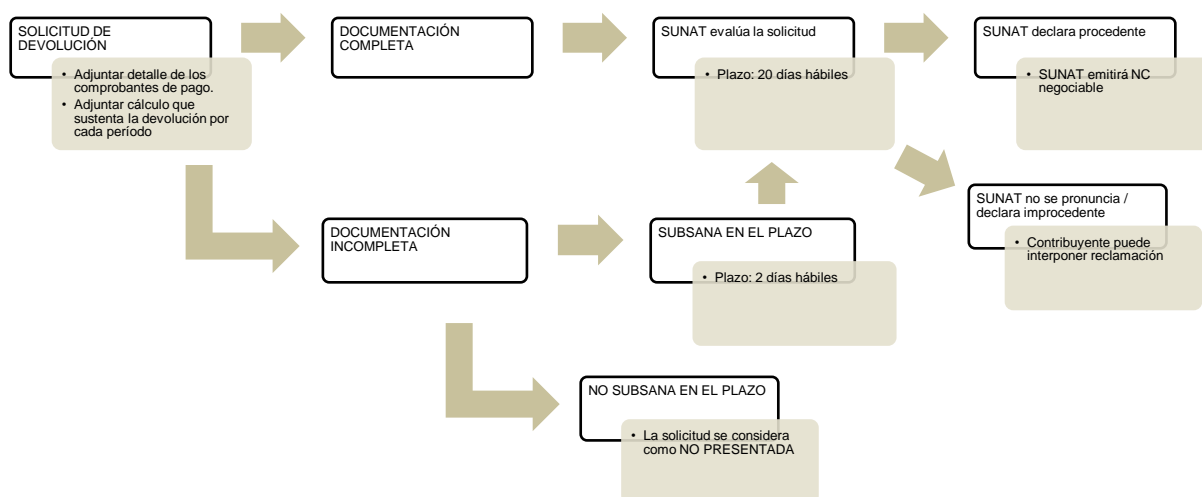 SOLICITUD DE
DEVOLUCIÓN
• Adjuntar detalle de los
comprobantes de pago.
• Adjuntar cálculo que
sustenta la devolución por
cada período
DOCUMENTACIÓN
COMPLETA
SUNAT evalúa la solicitud
• Plazo: 20 días hábiles
SUNAT declara procedente
• SUNAT emitirá NC
negociable
SUNAT no se pronuncia /
declara improcedente
• Contribuyente puede
interponer reclamación
DOCUMENTACIÓN
INCOMPLETA
SUBSANA EN EL PLAZO
• Plazo: 2 días hábiles
NO SUBSANA EN EL PLAZO
• La solicitud se considera
como NO PRESENTADA